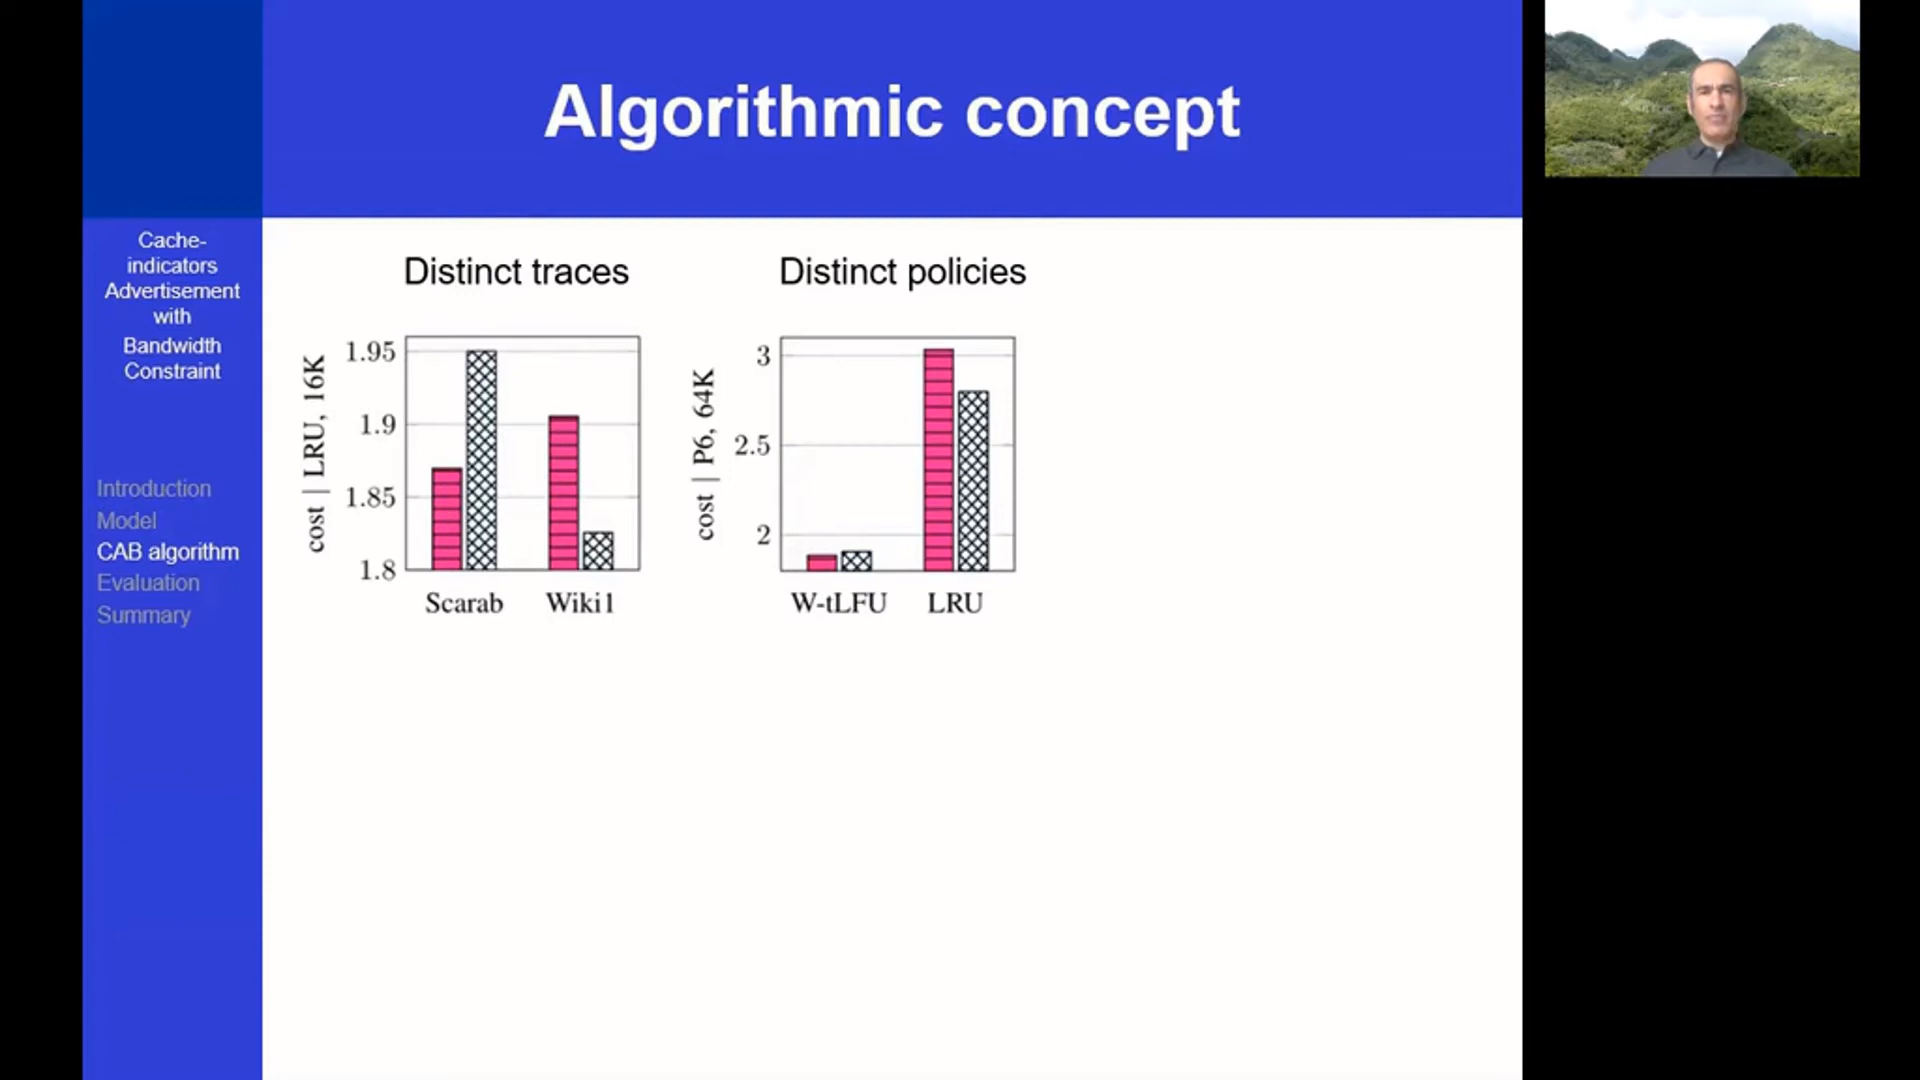 Algorithmic concept
Cache-
indicators
Advertisement
with
Bandwidth
Constraint
Introduction
Model
CAB algorithm
Evaluation
Summary
Distinct traces
cost | LRU, 16K
1.95
1.9
1.85
1.8
Scarab
Wiki1
Distinct policies
cost | P6, 64K
3
2.5
2
W-tLFU
LRU